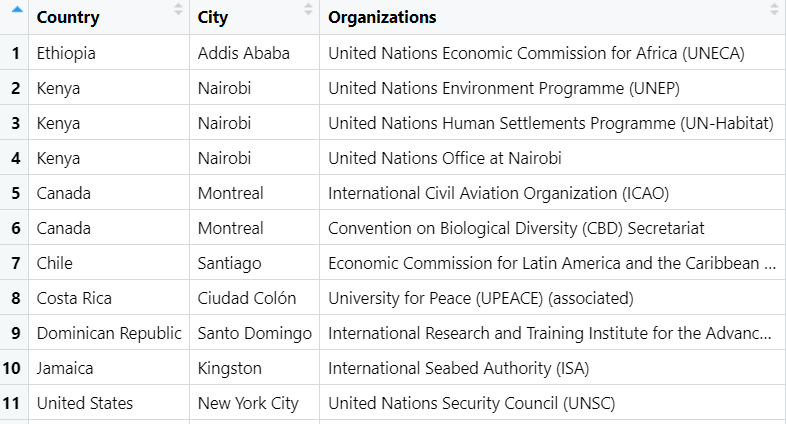 Country City Organizations
1 Ethiopia Addis Ababa United Nations Economic Commission for Africa (UNECA)
2 Kenya Nairobi United Nations Environment Programme (UNEP)
3 Kenya Nairobi United Nations Human Settlements Programme (UN-Habitat)
4 Kenya Nairobi United Nations Office at Nairobi
5 Canada Montreal International Civil Aviation Organization (ICAO)
6 Canada Montreal Convention on Biological Diversity (CBD) Secretariat
7 Chile Santiago Economic Commission for Latin America and the Caribbean ...
8 Costa Rica Ciudad Colón University for Peace (UPEACE) (associated)
9 Dominican Republic Santo Domingo International Research and Training Institute for the Advanc...
10 Jamaica Kingston International Seabed Authority (ISA)
11 United States New York City United Nations Security Council (UNSC)